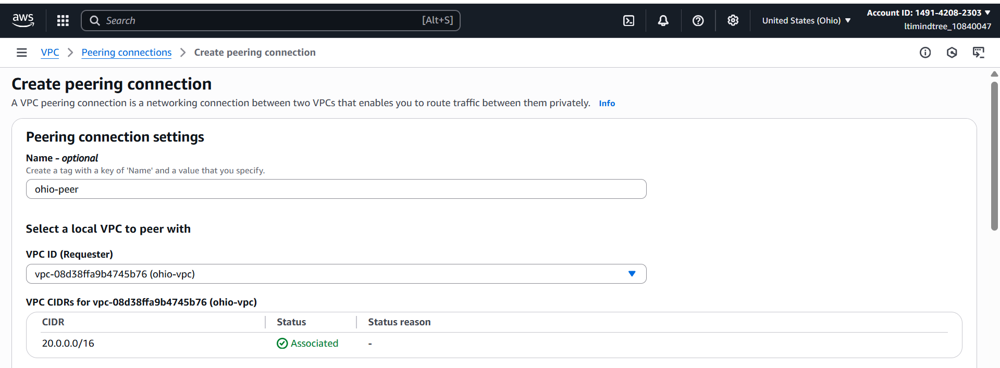 aws
Search
[Alt+S]
United States (Ohio)
Account ID: 1491-4208-2303
ltimindtree_10840047
VPC
Peering connections
Create peering connection
Create peering connection
A VPC peering connection is a networking connection between two VPCs that enables you to route traffic between them privately. Info
Peering connection settings
Name - optional
Create a tag with a key of 'Name' and a value that you specify.
ohio-peer
Select a local VPC to peer with
VPC ID (Requester)
vpc-08d38ffa9b4745b76 (ohio-vpc)
VPC CIDRs for vpc-08d38ffa9b4745b76 (ohio-vpc)
CIDR Status Status reason
20.0.0.0/16 Associated -